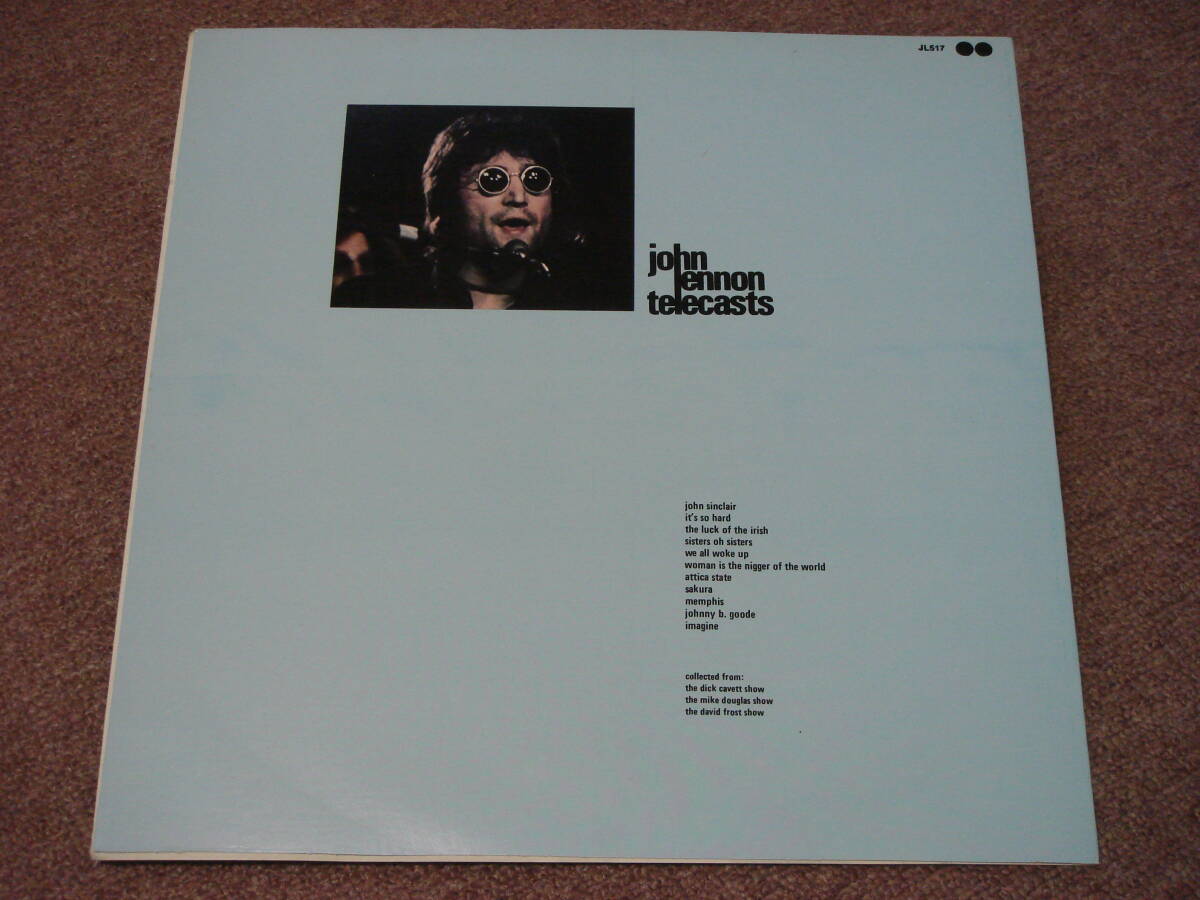 JL517
john
lennon
telecasts
john sinclair
it's so hard
the luck of the irish
sisters oh sisters
we all woke up
woman is the nigger of the world
attica state
sakura
memphis
johnny b. goode
imagine
collected from:
the dick cavett show
the mike douglas show
the david frost show